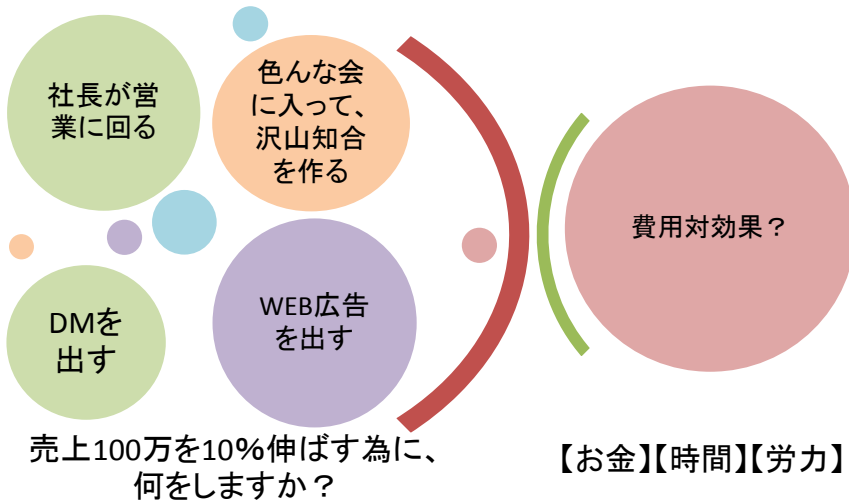 社長が営
業に回る
色んな会
に入って、
沢山知合
を作る
DMを
出す
WEB広告
を出す
費用対効果？
売上100万を10%伸ばす為に、
何をしますか？
【お金】【時間】【労力】